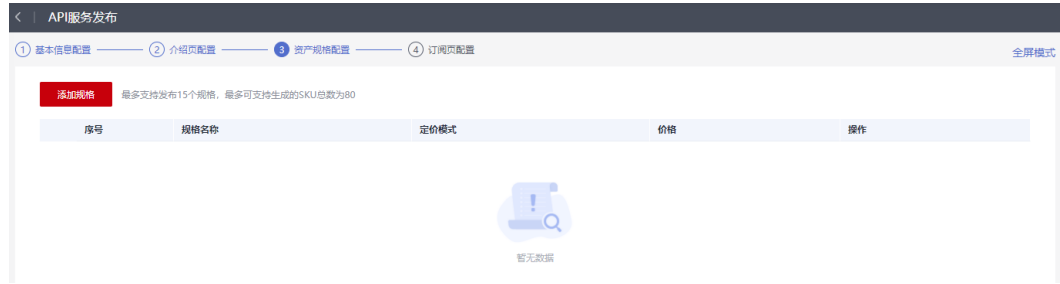 API服务发布
1 基本信息配置 2 介绍页配置 3 资产规格配置 4 订阅页配置 全屏模式
添加规格 最多支持发布15个规格，最多可支持生成的SKU总数为80
序号 规格名称 定价模式 价格 操作
暂无数据